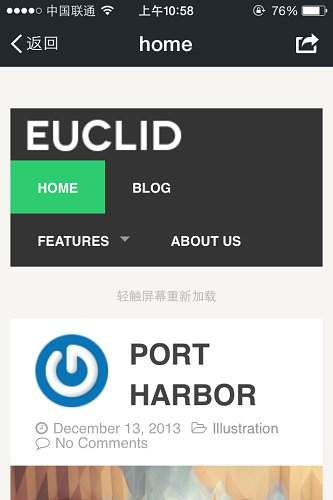 中国联通 上午10:58 76%
返回 home
EUCLID
HOME BLOG
FEATURES ABOUT US
轻触屏幕重新加载
PORT
HARBOR
December 13, 2013 Illustration
No Comments